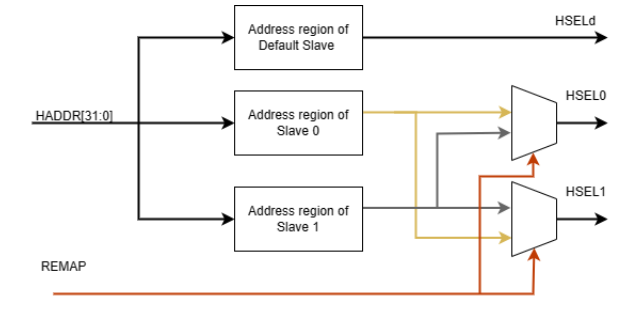 Address region of
Default Slave
HSELd
HADDR[31:0]
Address region of
Slave 0
HSEL0
Address region of
Slave 1
HSEL1
REMAP